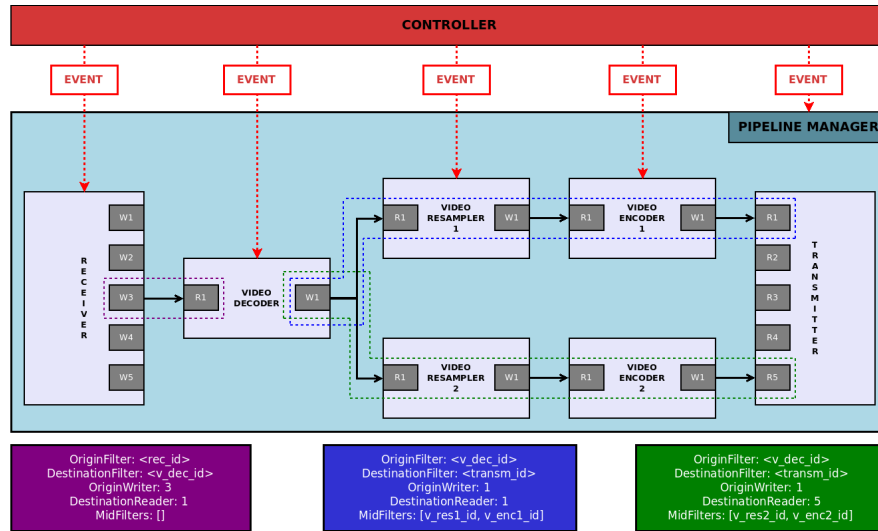 CONTROLLER
EVENT
EVENT
EVENT
EVENT
EVENT
PIPELINE MANAGER
RECEIVER
W1
W2
W3
W4
W5
R1
VIDEO
DECODER
W1
R1
VIDEO
RESAMPLER
1
W1
R1
VIDEO
ENCODER
1
W1
R1
VIDEO
RESAMPLER
2
W1
R1
VIDEO
ENCODER
2
W1
R1
R2
R3
R4
R5
TRANSMITTER
OriginFilter: <rec_id>
DestinationFilter: <v_dec_id>
OriginWriter: 3
DestinationReader: 1
MidFilters: []
OriginFilter: <v_dec_id>
DestinationFilter: <transm_id>
OriginWriter: 1
DestinationReader: 1
MidFilters: [v_res1_id, v_enc1_id]
OriginFilter: <v_dec_id>
DestinationFilter: <transm_id>
OriginWriter: 1
DestinationReader: 5
MidFilters: [v_res2_id, v_enc2_id]